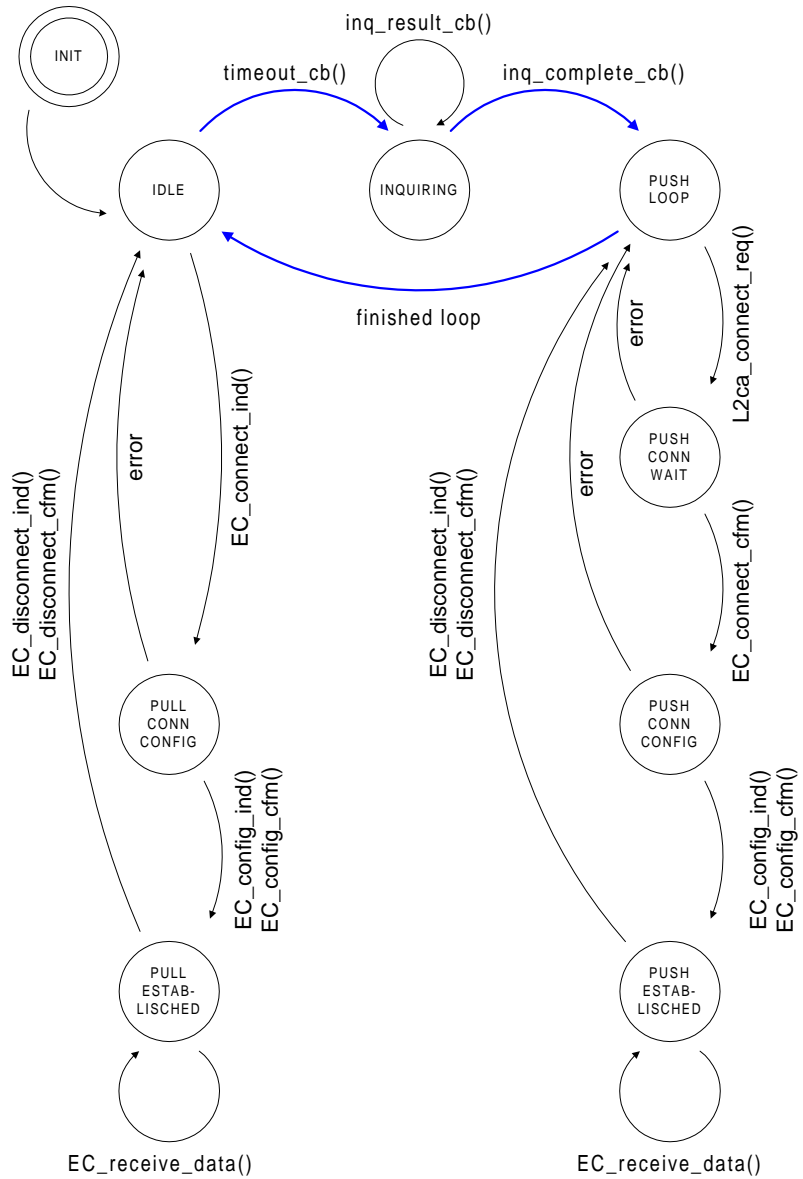 inq_result_cb()
INIT
timeout_cb()
inq_complete_cb()
IDLE
INQUIRING
PUSH
LOOP
finished loop
L2ca_connect_req()
error
PUSH
CONN
WAIT
EC_connect_ind()
error
error
EC_disconnect_ind()
EC_disconnect_cfm()
EC_disconnect_ind()
EC_disconnect_cfm()
EC_connect_cfm()
PULL
CONN
CONFIG
PUSH
CONN
CONFIG
EC_config_ind()
EC_config_cfm()
EC_config_ind()
EC_config_cfm()
PULL
ESTAB-
LISCHED
PUSH
ESTAB-
LISCHED
EC_receive_data()
EC_receive_data()